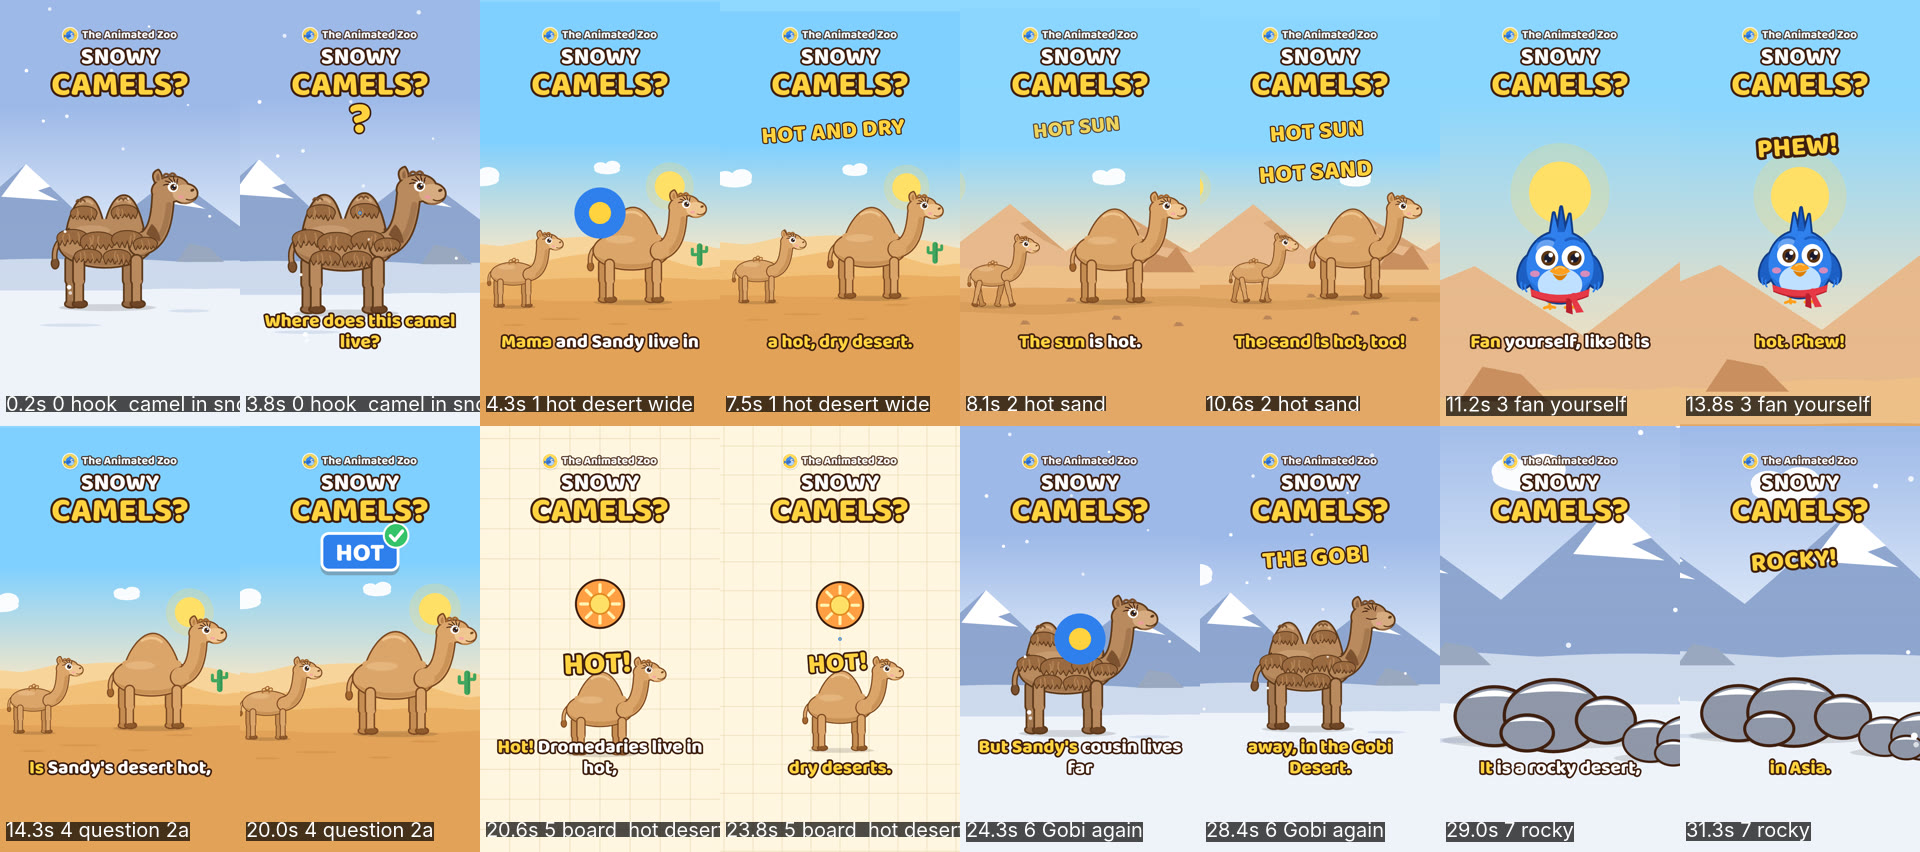 The Animated Zoo
SNOWY
CAMELS?
0.2s 0 hook camel in sno
The Animated Zoo
SNOWY
CAMELS?
?
Where does this camel
live?
3.8s 0 hook camel in sno
The Animated Zoo
SNOWY
CAMELS?
Mama and Sandy live in
4.3s 1 hot desert wide
The Animated Zoo
SNOWY
CAMELS?
HOT AND DRY
a hot, dry desert.
7.5s 1 hot desert wide
The Animated Zoo
SNOWY
CAMELS?
HOT SUN
The sun is hot.
8.1s 2 hot sand
The Animated Zoo
SNOWY
CAMELS?
HOT SUN
HOT SAND
The sand is hot, too!
10.6s 2 hot sand
The Animated Zoo
SNOWY
CAMELS?
Fan yourself, like it is
11.2s 3 fan yourself
The Animated Zoo
SNOWY
CAMELS?
PHEW!
hot. Phew!
13.8s 3 fan yourself
The Animated Zoo
SNOWY
CAMELS?
Is Sandy's desert hot,
14.3s 4 question 2a
The Animated Zoo
SNOWY
CAMELS?
HOT
20.0s 4 question 2a
The Animated Zoo
SNOWY
CAMELS?
HOT!
Hot! Dromedaries live in
hot,
20.6s 5 board hot deser
The Animated Zoo
SNOWY
CAMELS?
HOT!
dry deserts.
23.8s 5 board hot deser
The Animated Zoo
SNOWY
CAMELS?
But Sandy's cousin lives
far
24.3s 6 Gobi again
The Animated Zoo
SNOWY
CAMELS?
THE GOBI
away, in the Gobi
Desert.
28.4s 6 Gobi again
The Animated Zoo
SNOWY
CAMELS?
It is a rocky desert,
29.0s 7 rocky
The Animated Zoo
SNOWY
CAMELS?
ROCKY!
in Asia.
31.3s 7 rocky